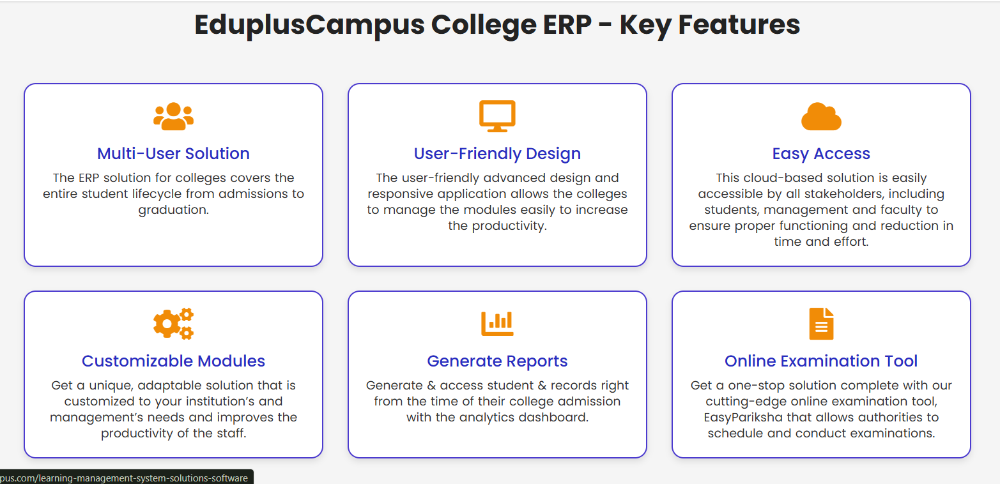 EduplusCampus College ERP - Key Features
Multi-User Solution
The ERP solution for colleges covers the
entire student lifecycle from admissions to
graduation.
User-Friendly Design
The user-friendly advanced design and
responsive application allows the colleges
to manage the modules easily to increase
the productivity.
Easy Access
This cloud-based solution is easily
accessible by all stakeholders, including
students, management and faculty to
ensure proper functioning and reduction in
time and effort.
Customizable Modules
Get a unique, adaptable solution that is
customized to your institution’s and
management’s needs and improves the
productivity of the staff.
Generate Reports
Generate & access student & records right
from the time of their college admission
with the analytics dashboard.
Online Examination Tool
Get a one-stop solution complete with our
cutting-edge online examination tool,
EasyPariksha that allows authorities to
schedule and conduct examinations.
pus.com/learning-management-system-solutions-software